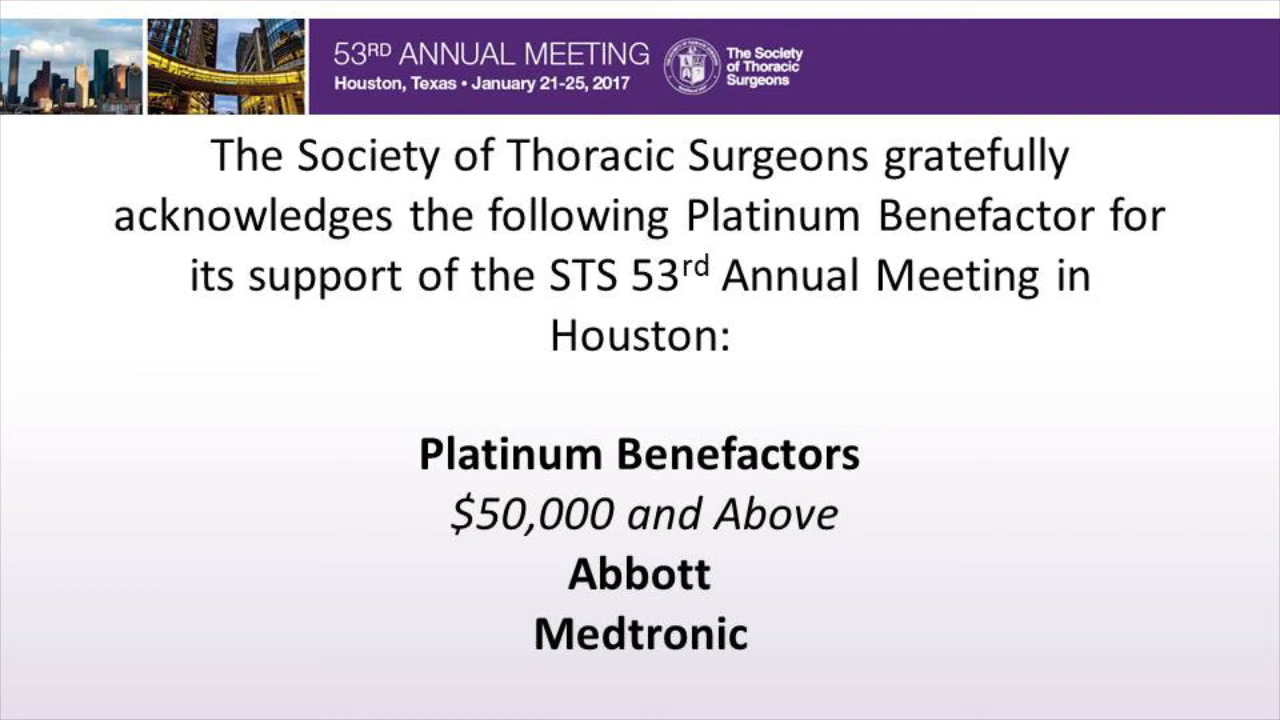 53RD ANNUAL MEETING
Houston, Texas • January 21-25, 2017
The Society
of Thoracic
Surgeons
The Society of Thoracic Surgeons gratefully
acknowledges the following Platinum Benefactor for
its support of the STS 53rd Annual Meeting in
Houston:
Platinum Benefactors
$50,000 and Above
Abbott
Medtronic